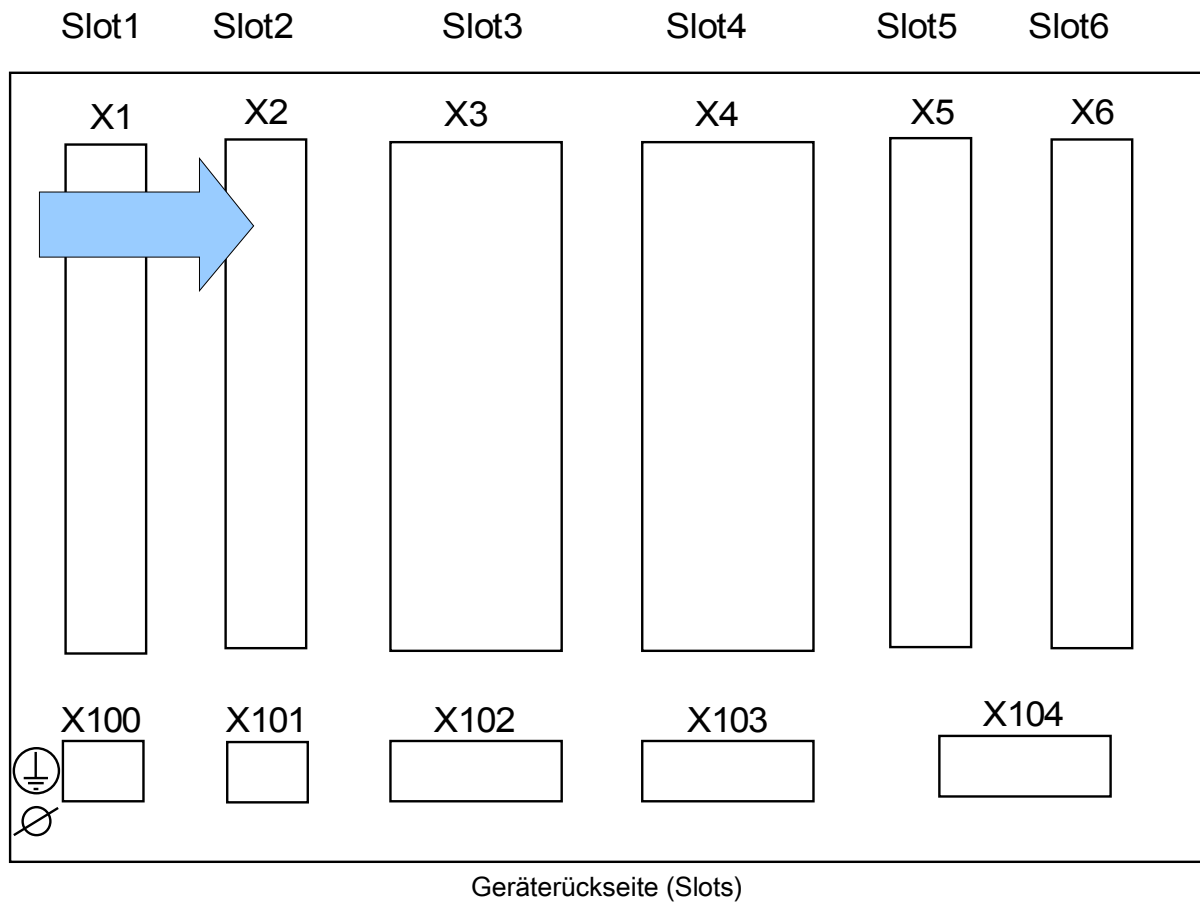 Slot1 Slot2 Slot3 Slot4 Slot5 Slot6
X1 X2 X3 X4 X5 X6
X100 X101 X102 X103 X104
Geräterückseite (Slots)